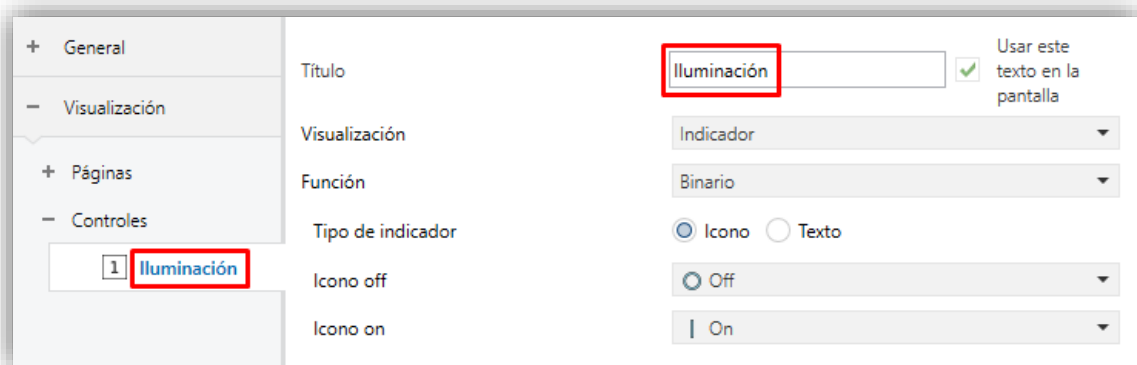 + General
− Visualización
+ Páginas
− Controles
1 Iluminación
Título
Iluminación
Usar este
texto en la
pantalla
Visualización
Indicador
Función
Binario
Tipo de indicador
Icono
Texto
Icono off
Off
Icono on
On